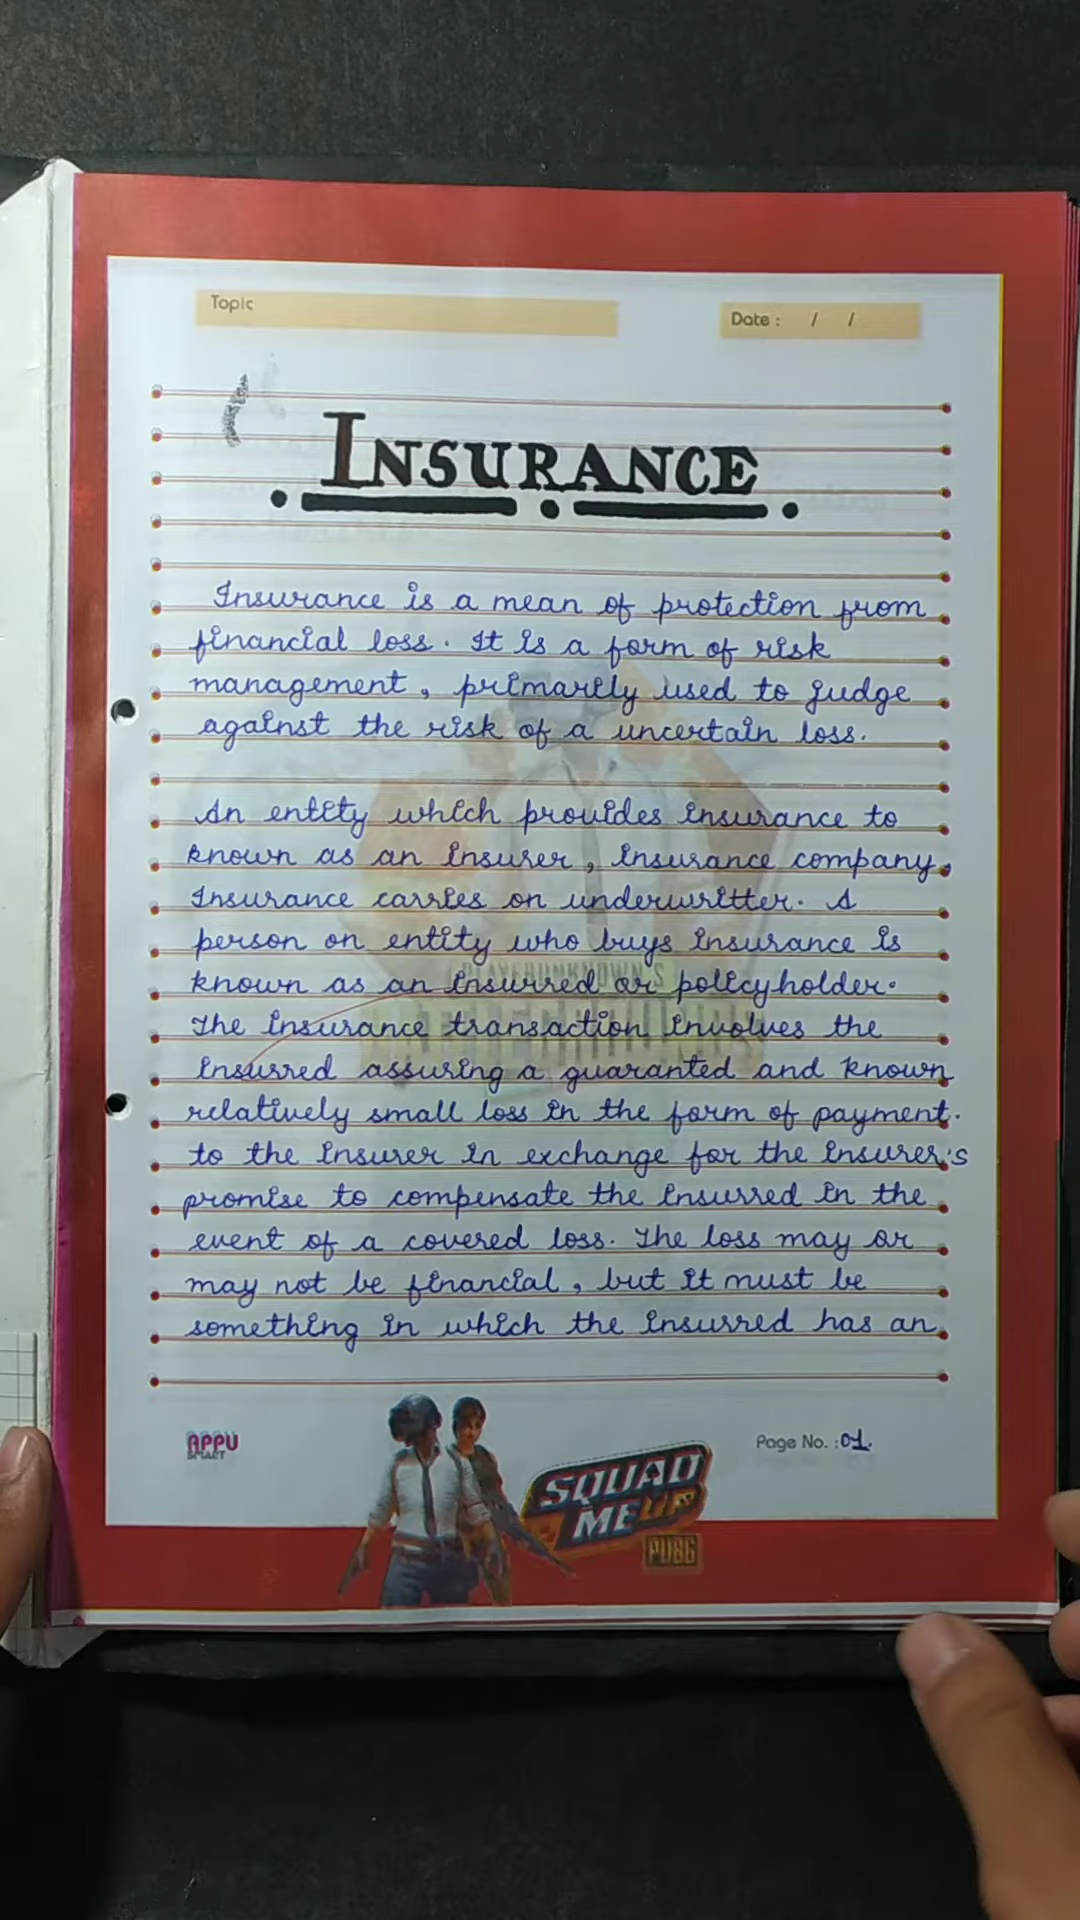 Topic
Date : / /
INSURANCE
Insurance is a mean of protection from
financial loss. It is a form of risk
management, primarily used to judge
against the risk of a uncertain loss.
An entity which provides insurance to
known as an insurer, insurance company,
Insurance carries on underwritter. A
person on entity who buys insurance is
known as an insurred or policyholder.
The insurance transaction involves the
insurred assuring a guaranted and known
relatively small loss in the form of payment.
to the insurer in exchange for the insurer's
promise to compensate the insurred in the
event of a covered loss. The loss may or
may not be financial, but it must be
something in which the insurred has an
PLAYERUNKNOWN'S
BATTLEGROUNDS
APPU
SMART
Page No. : 01.
SQUAD
ME UP
PUBG